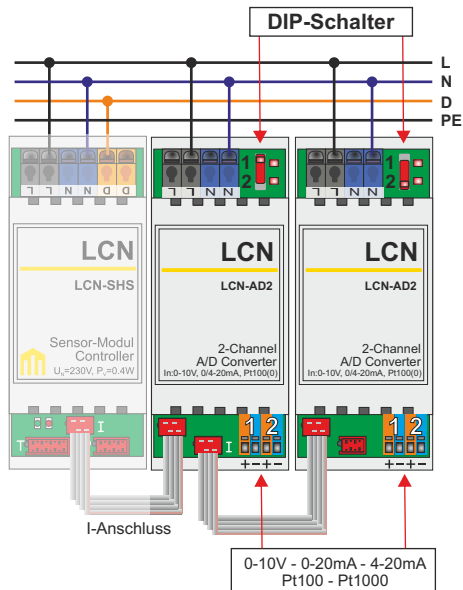 DIP-Schalter
L
N
D
PE
L L N N D D
L L N N
1
2
L L N N
1
2
LCN
LCN-SHS
Sensor-Modul
Controller
Uₙ=230V, Pᵥ=0.4W
LCN
LCN-AD2
2-Channel
A/D Converter
In:0-10V, 0/4-20mA, Pt100(0)
LCN
LCN-AD2
2-Channel
A/D Converter
In:0-10V, 0/4-20mA, Pt100(0)
T
I
I
1 2
+−+−
1 2
+−+−
I-Anschluss
0-10V - 0-20mA - 4-20mA
Pt100 - Pt1000